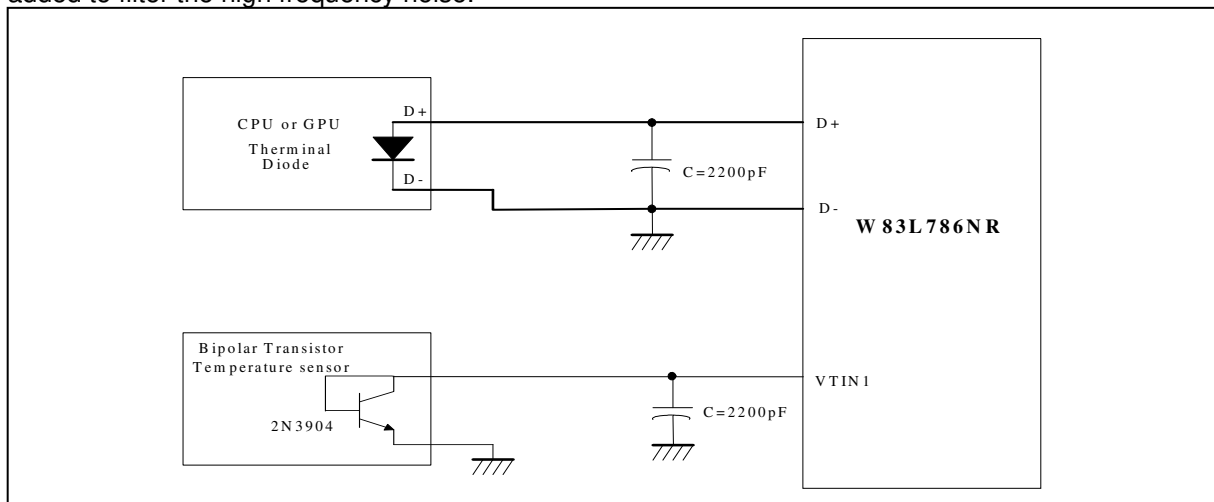 added to filter the high frequency noise.
CPU or GPU
Therminal
Diode
D+
D-
C=2200pF
D+
D-
W83L786NR
Bipolar Transistor
Temperature sensor
2N3904
C=2200pF
VTIN1